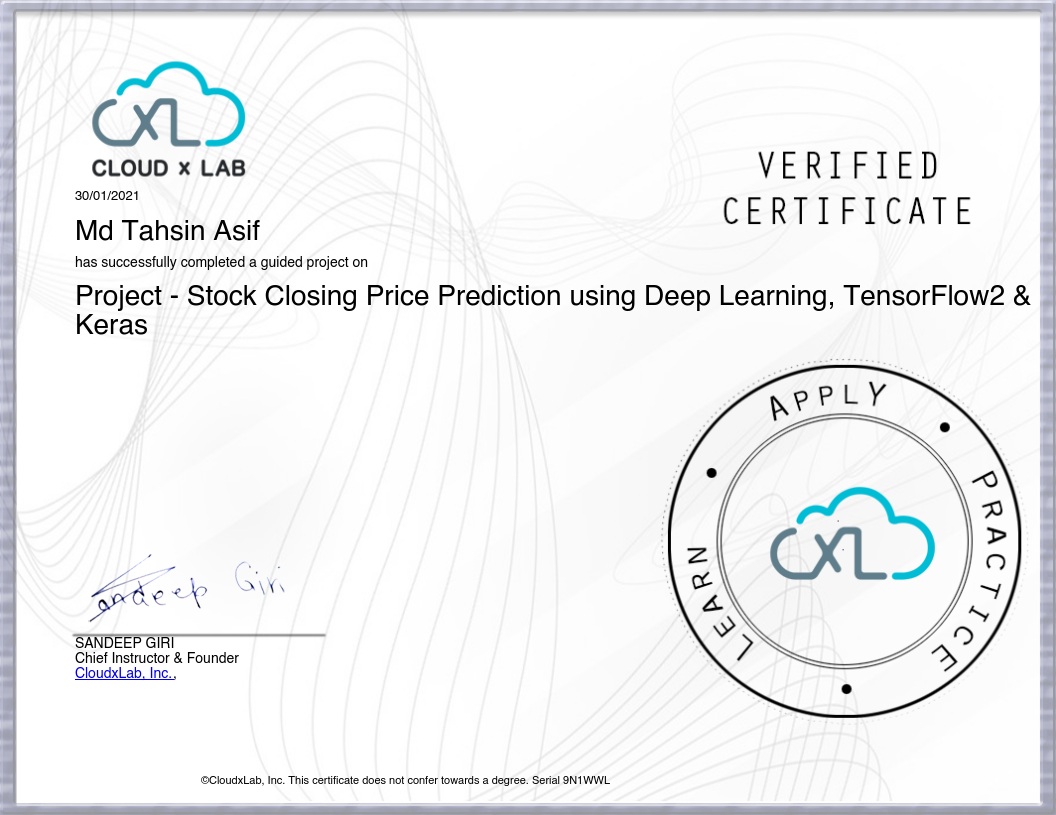 CXL
CLOUD x LAB
30/01/2021
VERIFIED
CERTIFICATE
Md Tahsin Asif
has successfully completed a guided project on
Project - Stock Closing Price Prediction using Deep Learning, TensorFlow2 &
Keras
LEARN • APPLY • PRACTICE •
CXL
Sandeep Giri
SANDEEP GIRI
Chief Instructor & Founder
CloudxLab, Inc.,
©CloudxLab, Inc. This certificate does not confer towards a degree. Serial 9N1WWL